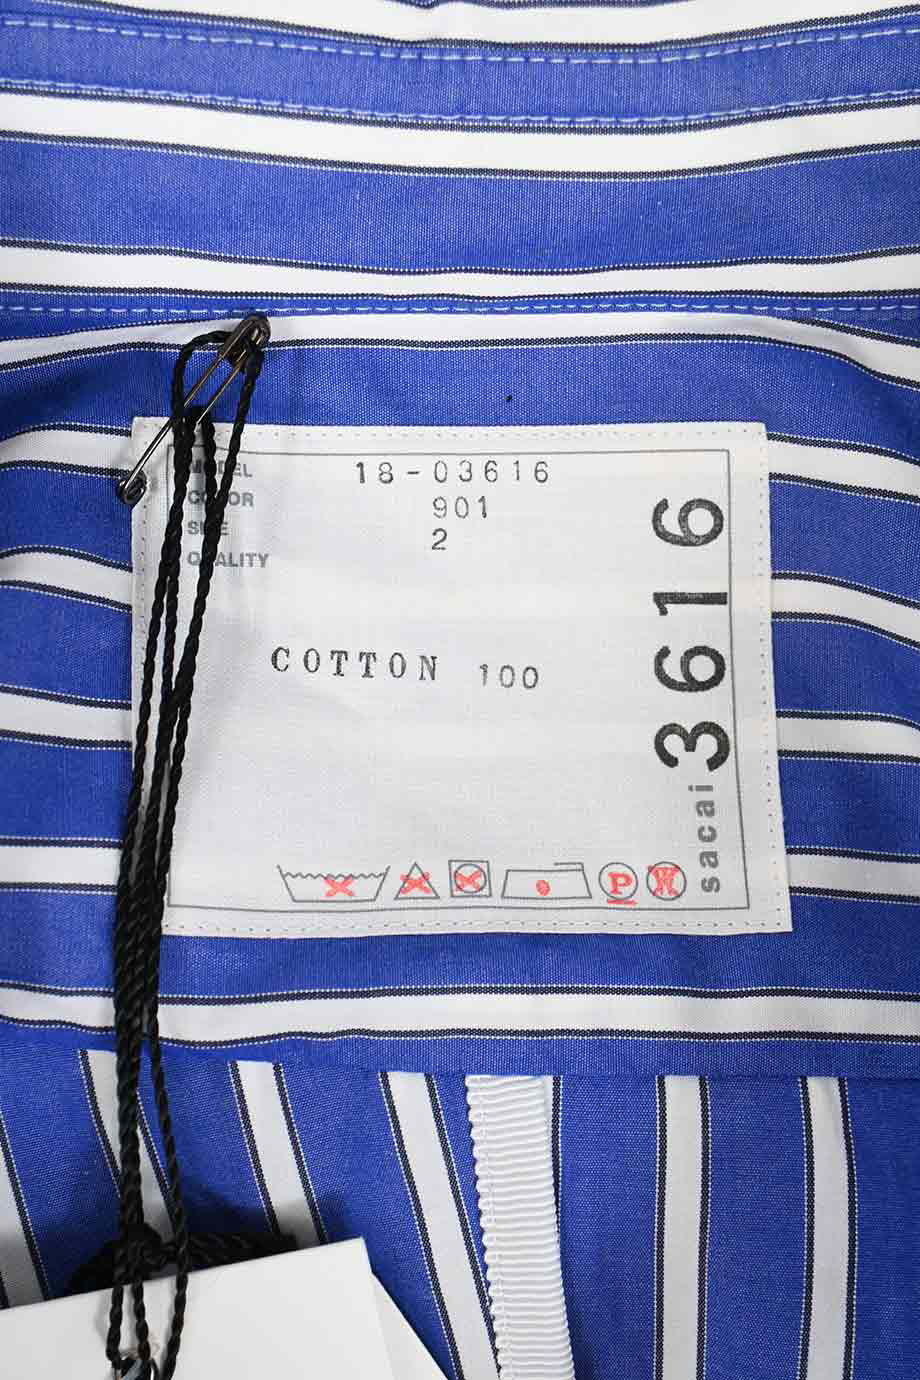 MODEL 18-03616
COLOR 901
SIZE 2
QUALITY
COTTON 100
sacai 3616
P W